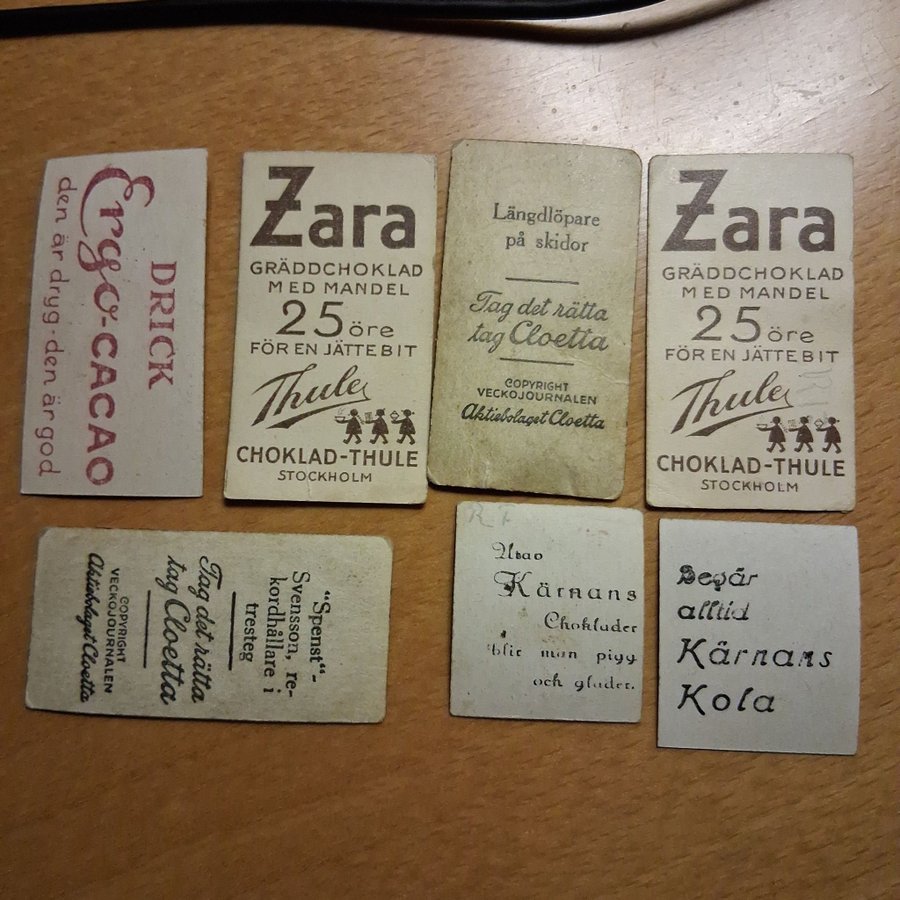 DRICK
Ergo-CACAO
den är dryg-den är god
Zara
GRÄDDCHOKLAD
MED MANDEL
25 öre
FÖR EN JÄTTEBIT
Thule
CHOKLAD-THULE
STOCKHOLM
Längdlöpare
på skidor
Tag det rätta
tag Cloetta
COPYRIGHT
VECKOJOURNALEN
Aktiebolaget Cloetta
Zara
GRÄDDCHOKLAD
MED MANDEL
25 öre
FÖR EN JÄTTEBIT
Thule
CHOKLAD-THULE
STOCKHOLM
"Spenst"-
Svensson, re-
kordhållare i
tresteg
Tag det rätta
tag Cloetta
COPYRIGHT
VECKOJOURNALEN
Aktiebolaget Cloetta
Kärnans
Choklader
blir man pigg
och glader.
Begär
alltid
Kärnans
Kola